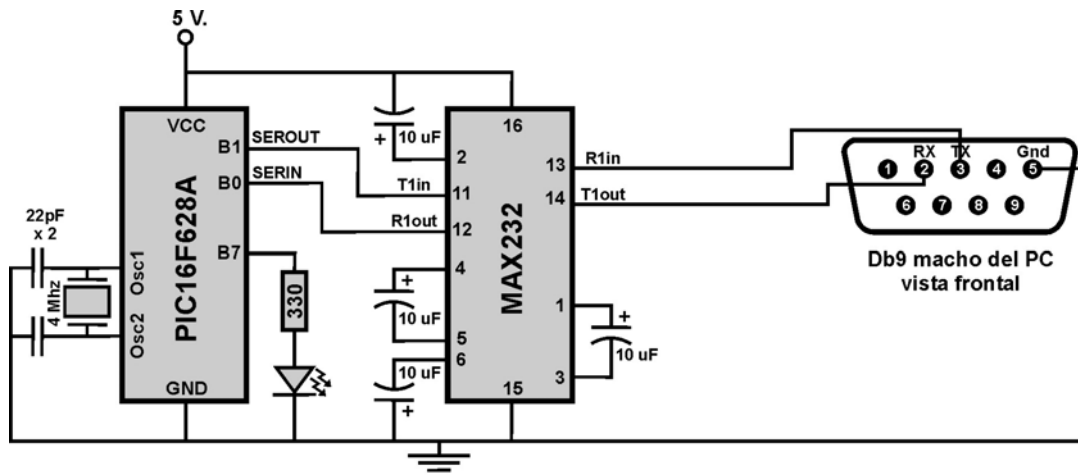 5 V.
VCC
PIC16F628A
B1
B0
B7
Osc1
Osc2
GND
SEROUT
SERIN
22pF
x 2
4 Mhz
330
+
10 uF
T1in
R1out
+
10 uF
10 uF
+
MAX232
16
2
11
12
4
5
6
13
14
1
3
15
+
10 uF
R1in
T1out
RX
TX
Gnd
1
2
3
4
5
6
7
8
9
Db9 macho del PC
vista frontal